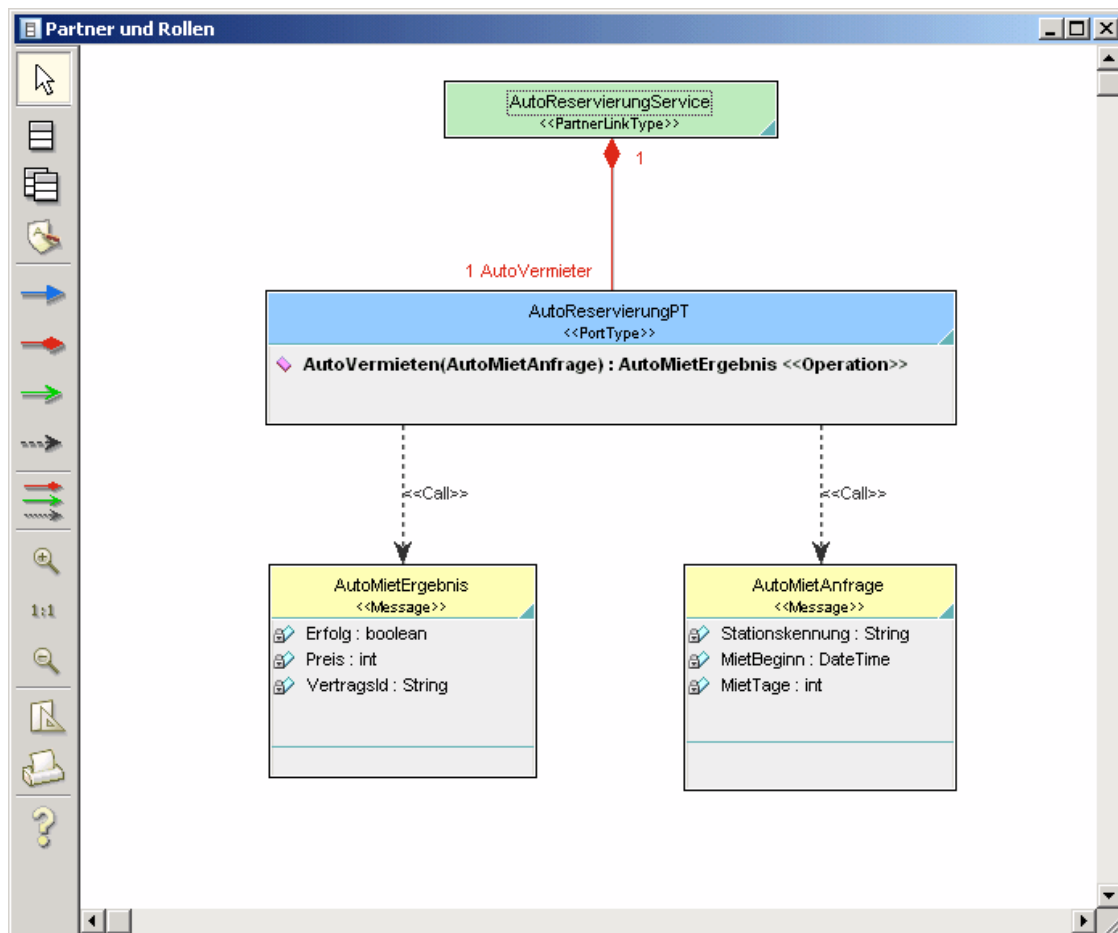 Partner und Rollen
AutoReservierungService
<<PartnerLinkType>>
1
1 AutoVermieter
AutoReservierungPT
<<PortType>>
AutoVermieten(AutoMietAnfrage) : AutoMietErgebnis <<Operation>>
<<Call>>
<<Call>>
AutoMietErgebnis
<<Message>>
Erfolg : boolean
Preis : int
VertragsId : String
AutoMietAnfrage
<<Message>>
Stationskennung : String
MietBeginn : DateTime
MietTage : int
1:1